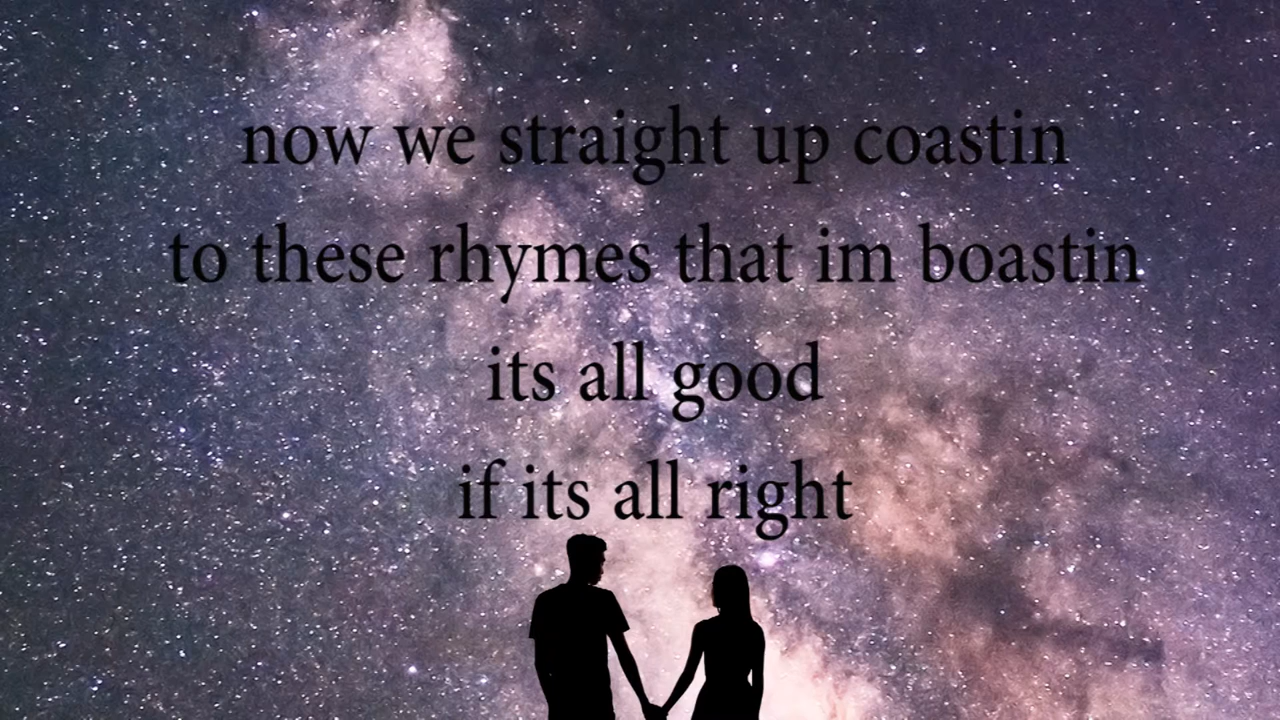 now we straight up coastin
to these rhymes that im boastin
its all good
if its all right